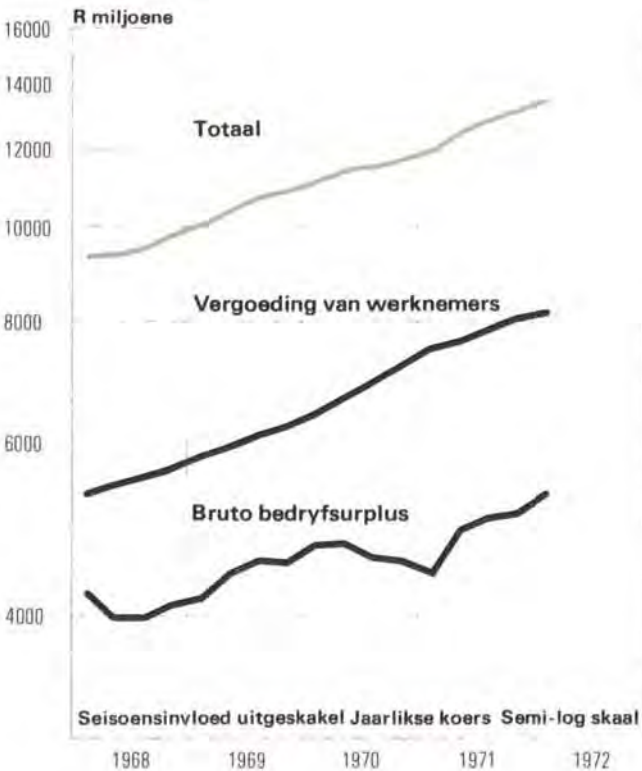 R miljoene
16000
14000
Totaal
12000
10000
Vergoeding van werknemers
8000
6000
Bruto bedryfsurplus
4000
Seisoensinvloed uitgeskakel Jaarlikse koers Semi-log skaal
1968 1969 1970 1971 1972